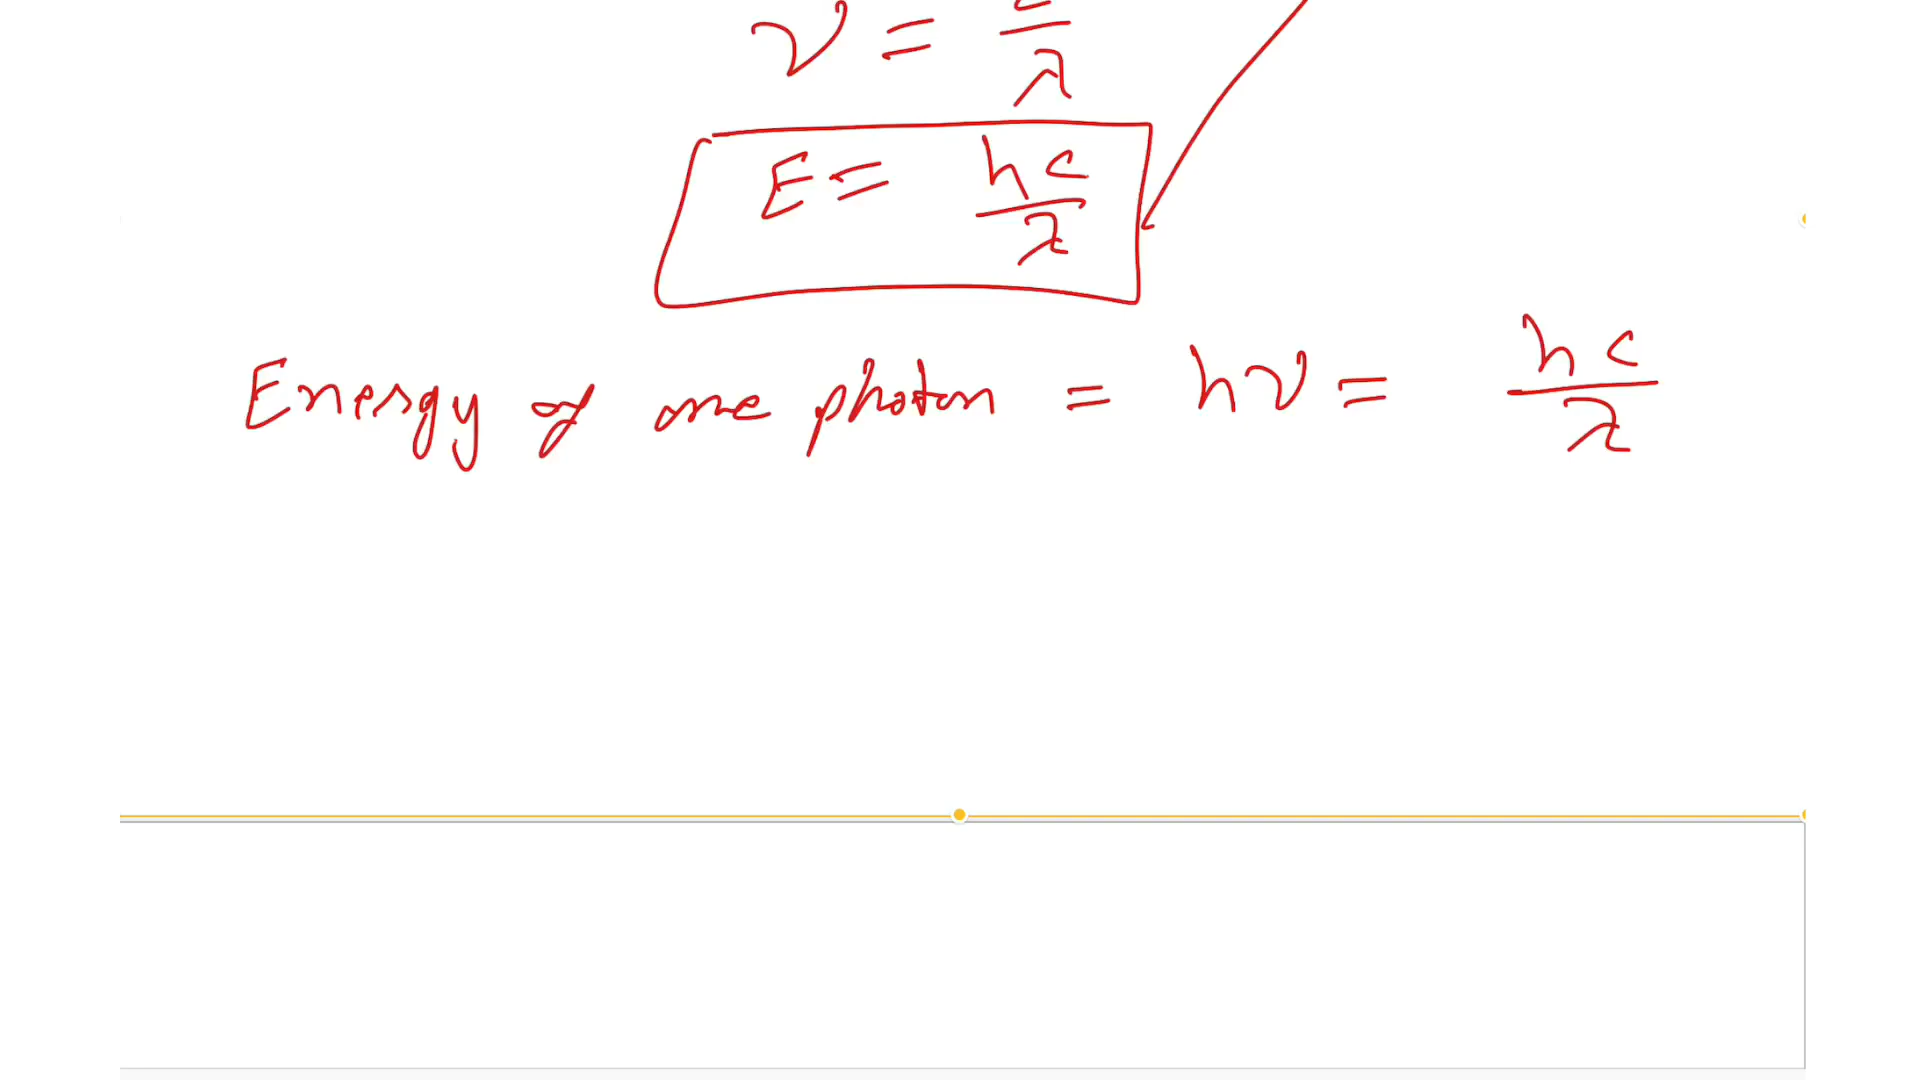 ν = c/λ
E = hc/λ
Energy of one photon = hν = hc/λ